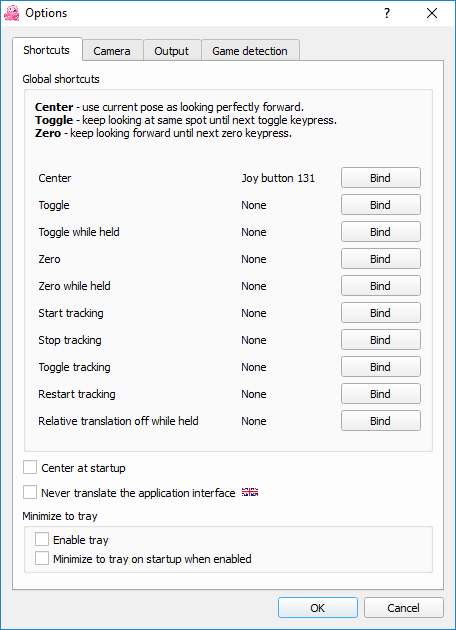 Options
?
Shortcuts Camera Output Game detection
Global shortcuts
Center - use current pose as looking perfectly forward.
Toggle - keep looking at same spot until next toggle keypress.
Zero - keep looking forward until next zero keypress.
Center Joy button 131 Bind
Toggle None Bind
Toggle while held None Bind
Zero None Bind
Zero while held None Bind
Start tracking None Bind
Stop tracking None Bind
Toggle tracking None Bind
Restart tracking None Bind
Relative translation off while held None Bind
Center at startup
Never translate the application interface
Minimize to tray
Enable tray
Minimize to tray on startup when enabled
OK Cancel